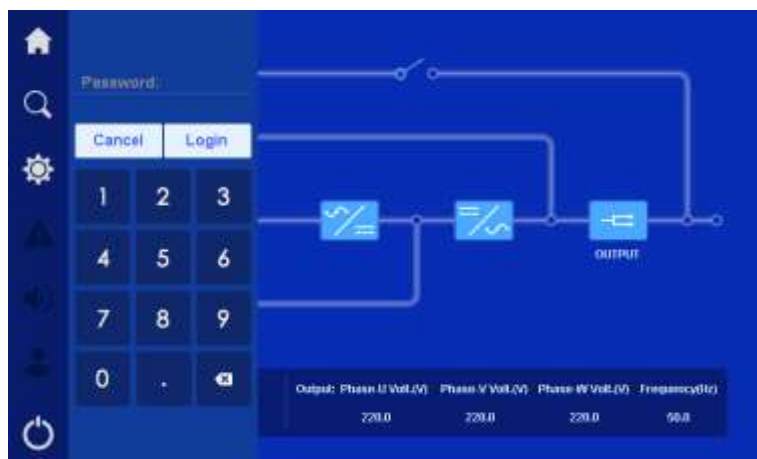 Password:
Cancel Login
1 2 3
4 5 6
7 8 9
0 .
OUTPUT
Output: Phase-U Volt.(V) Phase-V Volt.(V) Phase-W Volt.(V) Frequency(Hz)
220.0 220.0 220.0 50.0